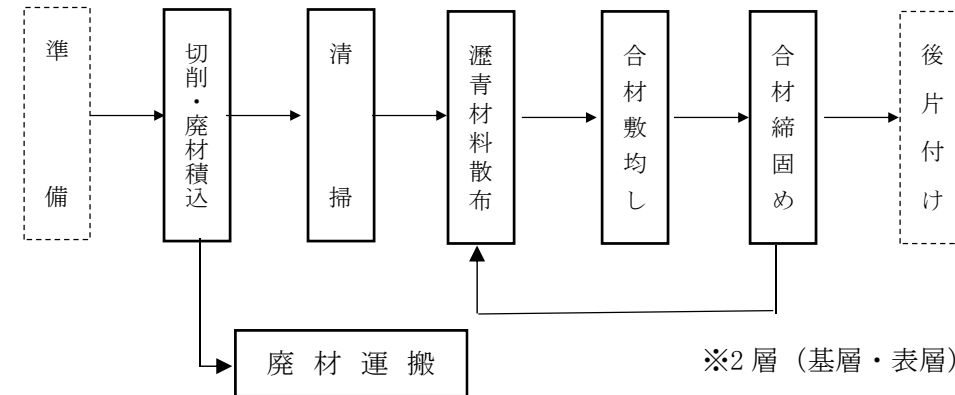 準備
切削・廃材積込
清掃
瀝青材料散布
合材敷均し
合材締固め
後片付け
廃材運搬
※2層（基層・表層）